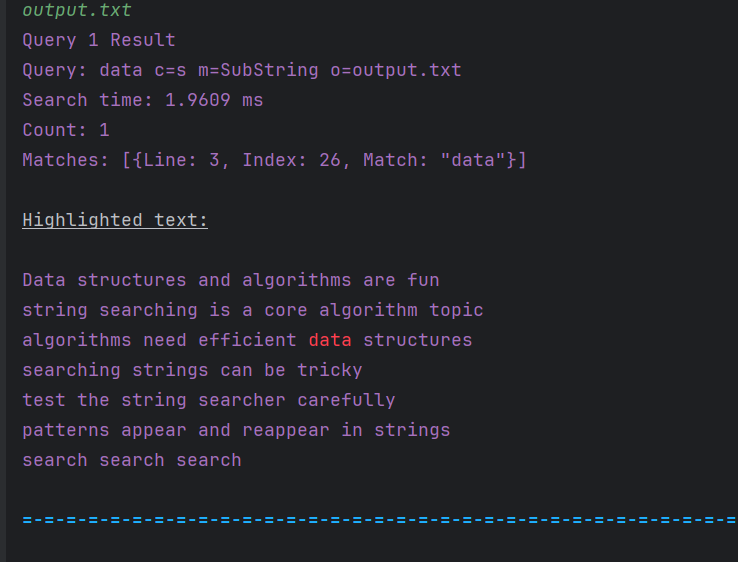 output.txt
Query 1 Result
Query: data c=s m=SubString o=output.txt
Search time: 1.9609 ms
Count: 1
Matches: [{Line: 3, Index: 26, Match: "data"}]
Highlighted text:
Data structures and algorithms are fun
string searching is a core algorithm topic
algorithms need efficient data structures
searching strings can be tricky
test the string searcher carefully
patterns appear and reappear in strings
search search search
=-=-=-=-=-=-=-=-=-=-=-=-=-=-=-=-=-=-=-=-=-=-=-=-=-=-=-=-=-=-=-=-=